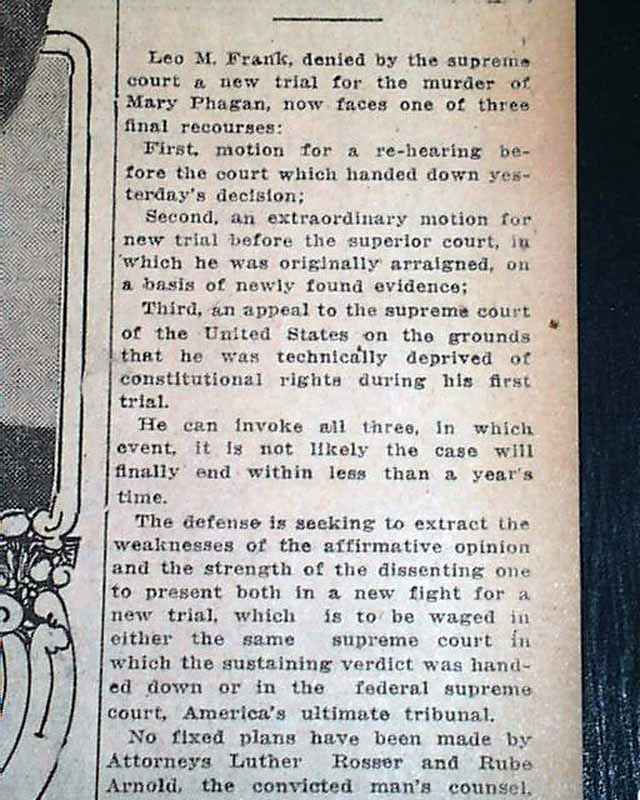 Leo M. Frank, denied by the supreme
court a new trial for the murder of
Mary Phagan, now faces one of three
final recourses:
First, motion for a re-hearing be-
fore the court which handed down yes-
terday's decision;
Second, an extraordinary motion for
new trial before the superior court, in
which he was originally arraigned, on
a basis of newly found evidence;
Third, an appeal to the supreme court
of the United States on the grounds
that he was technically deprived of
constitutional rights during his first
trial.
He can invoke all three, in which
event, it is not likely the case will
finally end within less than a year's
time.
The defense is seeking to extract the
weaknesses of the affirmative opinion
and the strength of the dissenting one
to present both in a new fight for a
new trial, which is to be waged in
either the same supreme court in
which the sustaining verdict was hand-
ed down or in the federal supreme
court, America's ultimate tribunal.
No fixed plans have been made by
Attorneys Luther Rosser and Rube
Arnold, the convicted man's counsel.